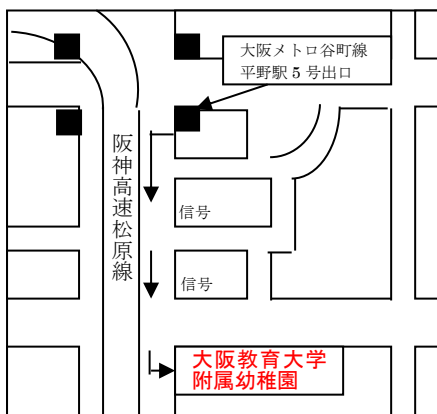 大阪メトロ谷町線
平野駅5号出口
阪神高速松原線
信号
信号
大阪教育大学
附属幼稚園